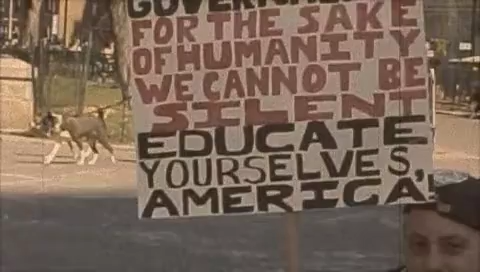 FOR THE SAKE
OF HUMANITY
WE CANNOT BE
SILENT
EDUCATE
YOURSELVES,
AMERICA!